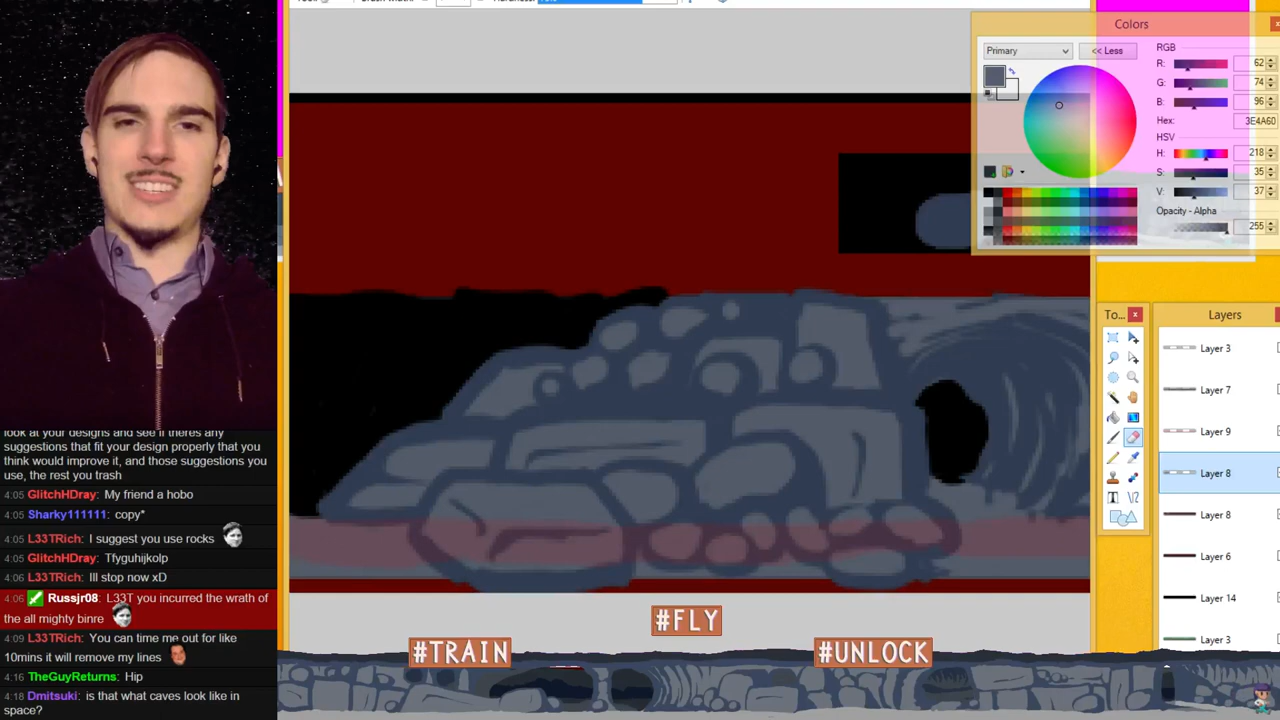 Colors
Primary
<< Less
RGB
R: 62
G: 74
B: 96
Hex: 3E4A60
HSV
H: 218
S: 35
V: 37
Opacity - Alpha
255
To...
Layers
Layer 3
Layer 7
Layer 9
Layer 8
Layer 8
Layer 6
Layer 14
Layer 3
look at your designs and see if theres any
suggestions that fit your design properly that you
think would improve it, and those suggestions you
use, the rest you trash
4:05 GlitchHDray: My friend a hobo
4:05 Sharky111111: copy*
4:05 L33TRich: I suggest you use rocks
4:05 GlitchHDray: Tfyguhijkolp
4:06 L33TRich: Ill stop now xD
4:06 Russjr08: L33T you incurred the wrath of
the all mighty binre
4:09 L33TRich: You can time me out for like
10mins it will remove my lines
4:16 TheGuyReturns: Hip
4:18 Dmitsuki: is that what caves look like in
space?
#FLY
#TRAIN
#UNLOCK